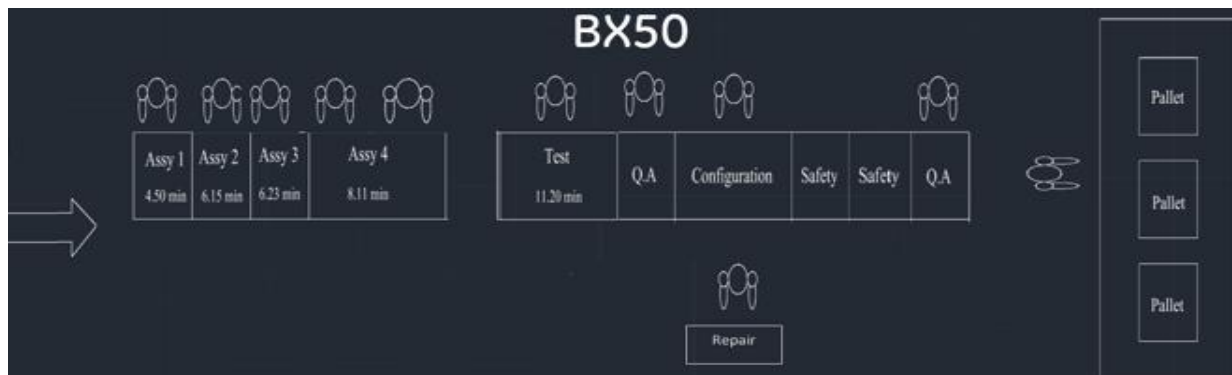 BX50
Assy 1
4.50 min
Assy 2
6.15 min
Assy 3
6.23 min
Assy 4
8.11 min
Test
11.20 min
Q.A
Configuration
Safety
Safety
Q.A
Repair
Pallet
Pallet
Pallet